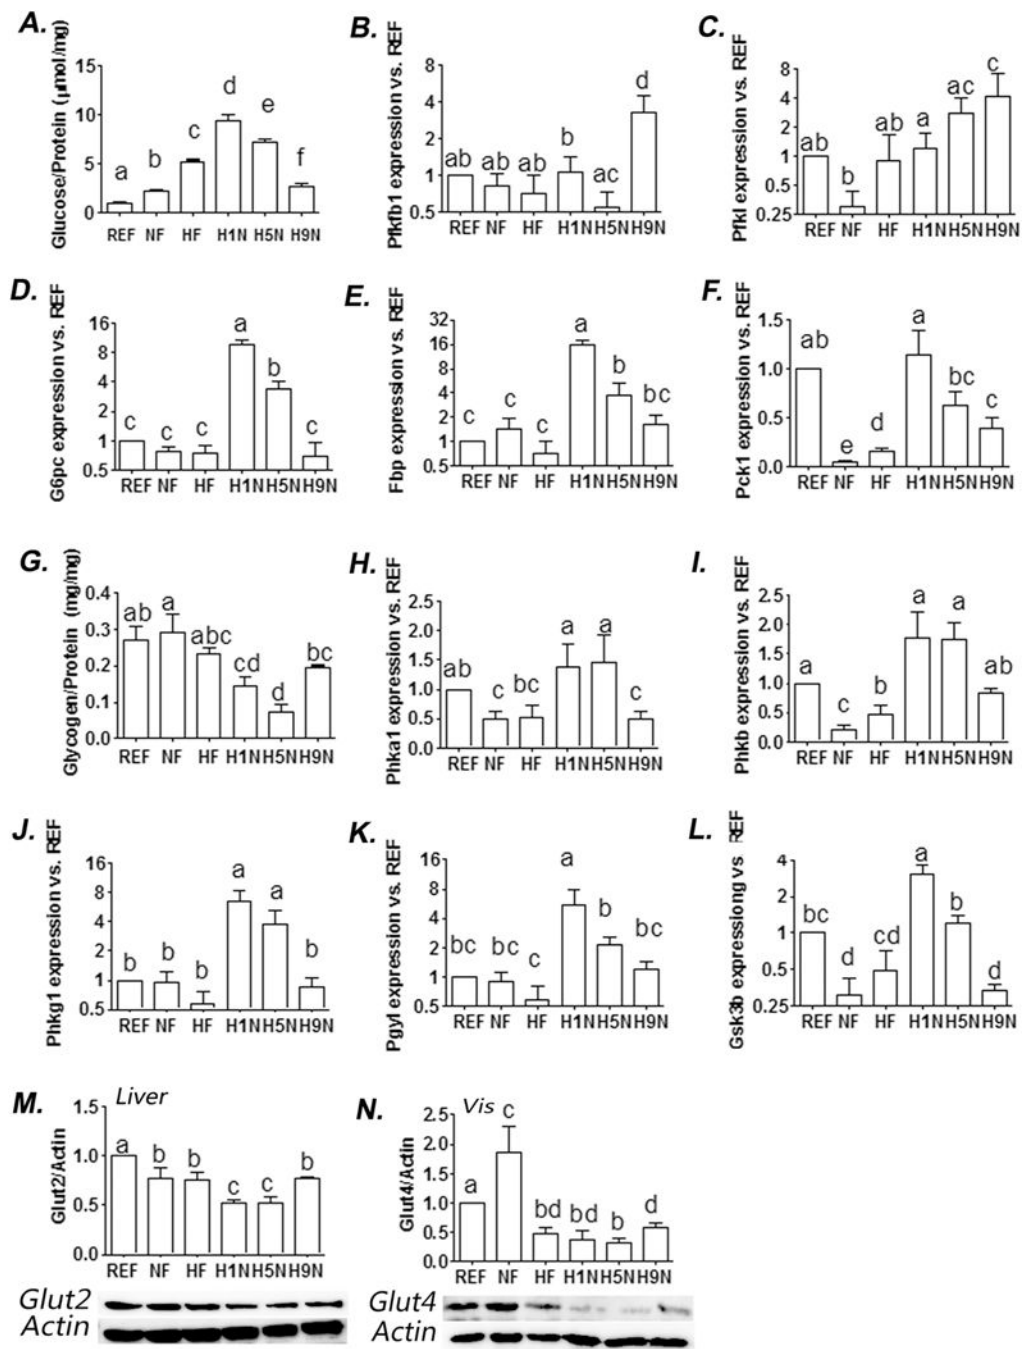 A.
Glucose/Protein (μmol/mg)
10
5
0
a
b
c
d
e
f
REF NF HF H1N H5N H9N
B.
Pfkfb1 expression vs. REF
8
4
2
1
0.5
ab
ab
ab
b
ac
d
REF NF HF H1N H5N H9N
C.
Pfkl expression vs. REF
8
4
2
1
0.5
0.25
ab
b
ab
a
ac
c
REF NF HF H1N H5N H9N
D.
G6pc expression vs. REF
16
4
2
1
0.5
c
c
c
a
b
c
REF NF HF H1N H5N H9N
E.
Fbp expression vs. REF
32
16
4
2
1
0.5
c
c
c
a
b
bc
REF NF HF H1N H5N H9N
F.
Pck1 expression vs. REF
1.5
1.0
0.5
0.0
ab
e
d
a
bc
c
REF NF HF H1N H5N H9N
G.
Glycogen/Protein (mg/mg)
0.4
0.3
0.2
0.1
0.0
ab
a
abc
cd
d
bc
REF NF HF H1N H5N H9N
H.
Phka1 expression vs. REF
2.5
2.0
1.5
1.0
0.5
0.0
ab
c
bc
a
a
c
REF NF HF H1N H5N H9N
I.
Phkb expression vs. REF
2.5
2.0
1.5
1.0
0.5
0.0
a
c
b
a
a
ab
REF NF HF H1N H5N H9N
J.
Phkg1 expression vs. REF
16
4
2
1
0.5
b
b
b
a
a
b
REF NF HF H1N H5N H9N
K.
Pgyl expression vs. REF
16
4
2
1
0.5
bc
bc
c
a
b
bc
REF NF HF H1N H5N H9N
L.
Gsk3b expressiong vs REF
4
2
1
0.5
0.25
bc
d
cd
a
b
d
REF NF HF H1N H5N H9N
M.
Liver
Glut2/Actin
1.5
1.0
0.5
0.0
a
b
b
c
c
b
REF NF HF H1N H5N H9N
Glut2
Actin
N.
Vis
Glut4/Actin
2.5
2.0
1.5
1.0
0.5
0.0
a
c
bd
bd
b
d
REF NF HF H1N H5N H9N
Glut4
Actin